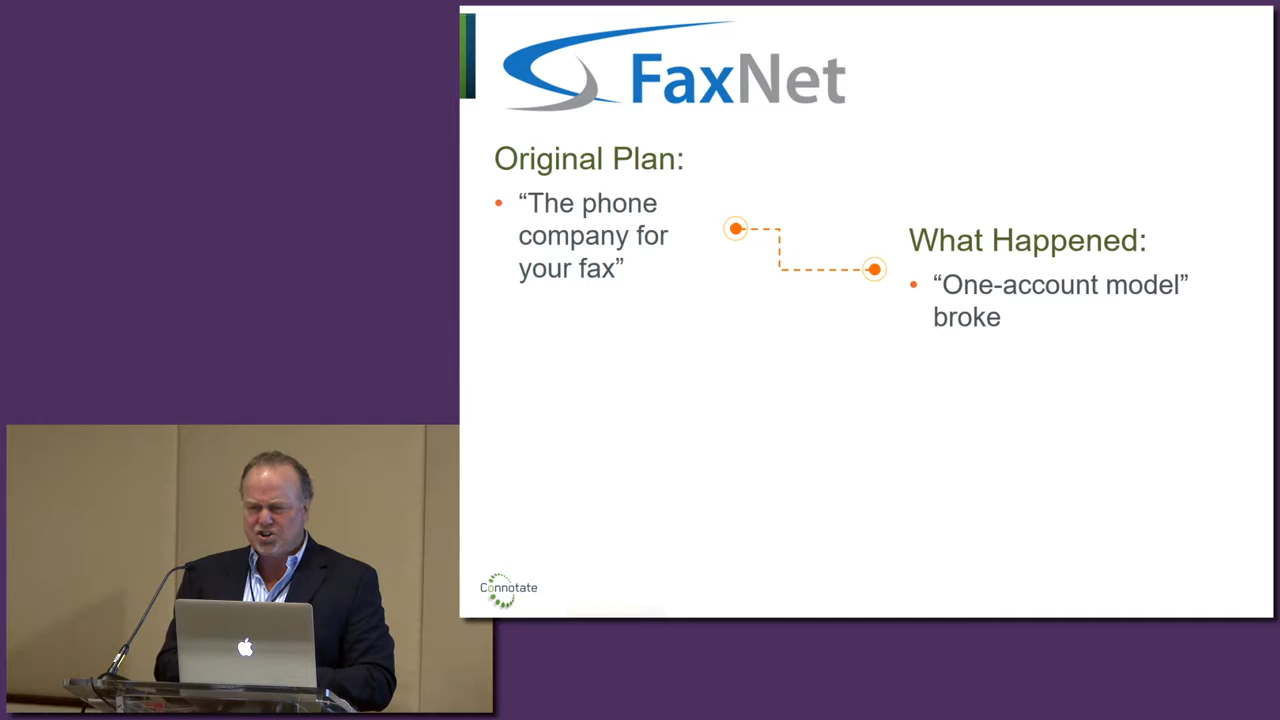 FaxNet
Original Plan:
• “The phone
company for
your fax”
What Happened:
• “One-account model”
broke
Connotate